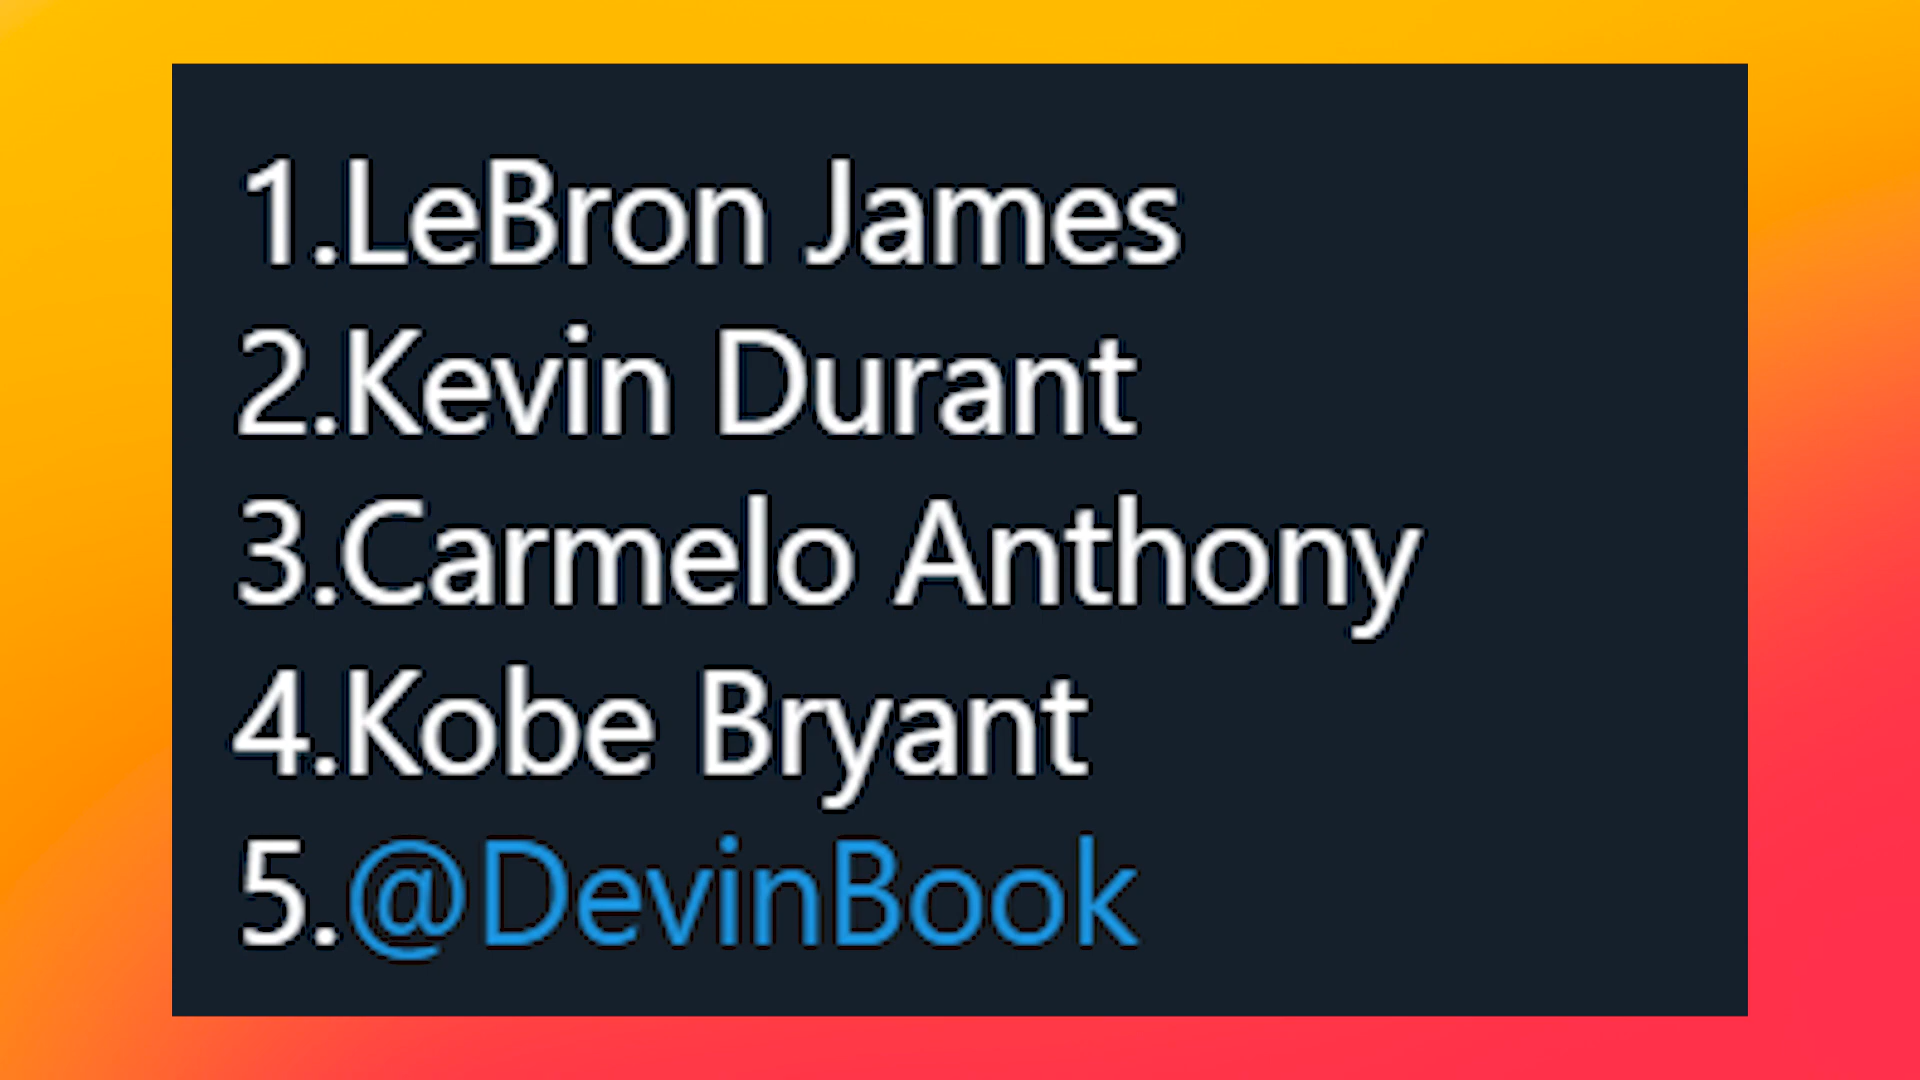 1.LeBron James
2.Kevin Durant
3.Carmelo Anthony
4.Kobe Bryant
5.@DevinBook